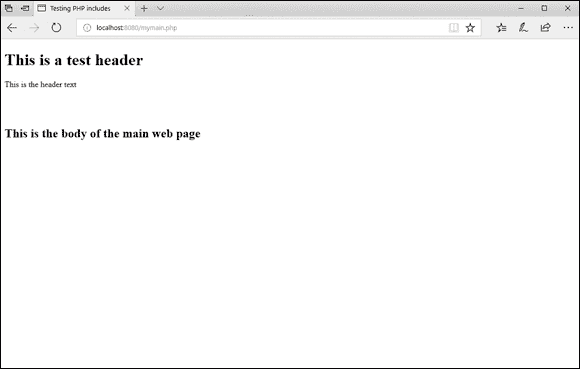 Testing PHP includes
localhost:8080/mymain.php
This is a test header
This is the header text
This is the body of the main web page